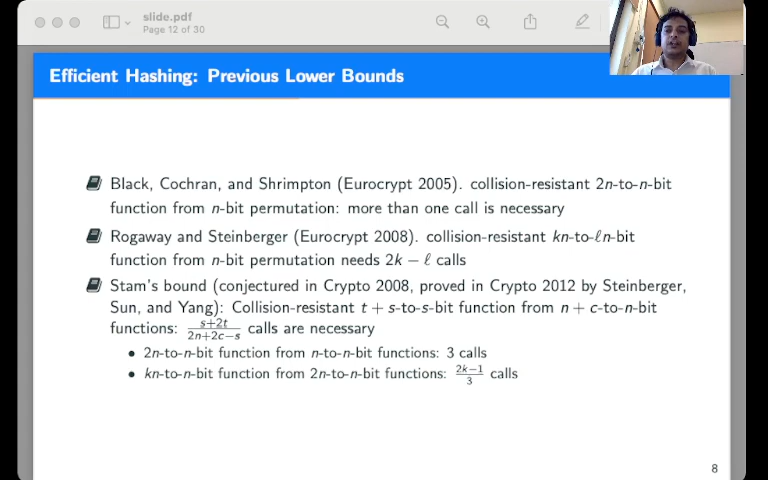 slide.pdf
Page 12 of 30
Efficient Hashing: Previous Lower Bounds
Black, Cochran, and Shrimpton (Eurocrypt 2005). collision-resistant 2n-to-n-bit
function from n-bit permutation: more than one call is necessary
Rogaway and Steinberger (Eurocrypt 2008). collision-resistant kn-to-ℓn-bit
function from n-bit permutation needs 2k − ℓ calls
Stam's bound (conjectured in Crypto 2008, proved in Crypto 2012 by Steinberger,
Sun, and Yang): Collision-resistant t + s-to-s-bit function from n + c-to-n-bit
functions: \frac{s+2t}{2n+2c−s} calls are necessary
• 2n-to-n-bit function from n-to-n-bit functions: 3 calls
• kn-to-n-bit function from 2n-to-n-bit functions: \frac{2k−1}{3} calls
8